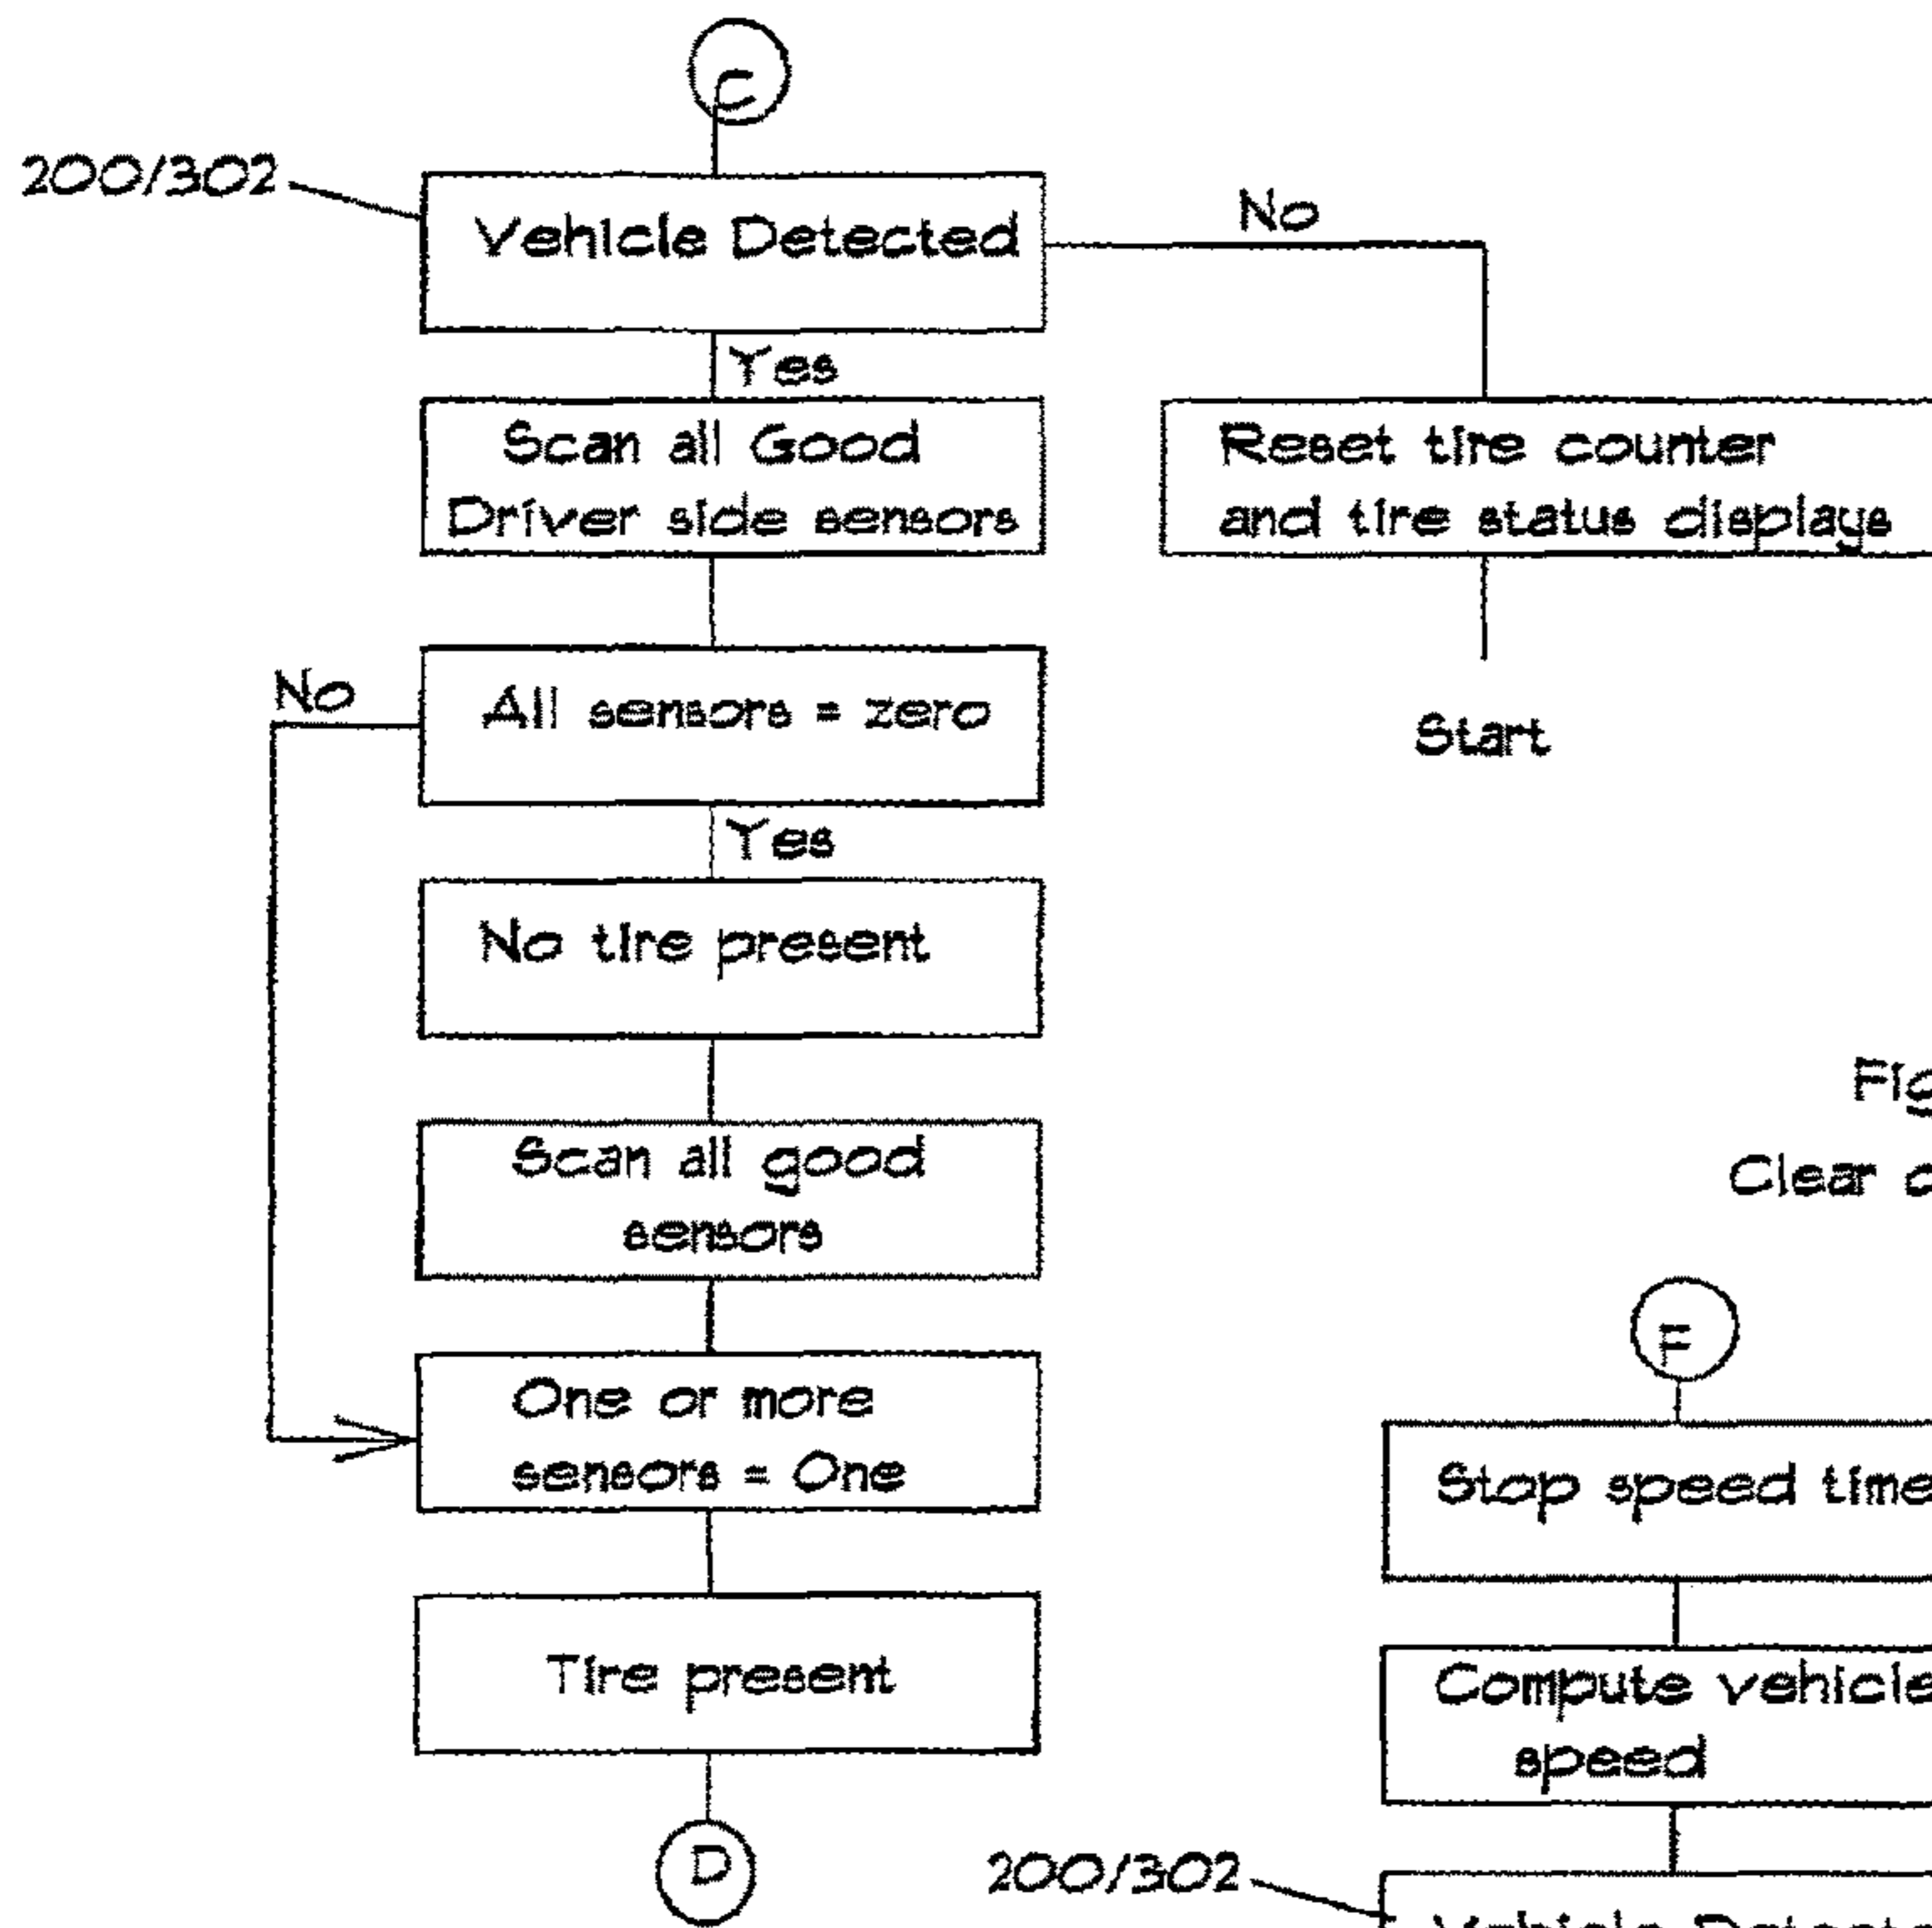 C
200/302
Vehicle Detected
No
Yes
Scan all Good
Driver side sensors
Reset tire counter
and tire status displays
Start
No
All sensors = zero
Yes
No tire present
Scan all good
sensors
One or more
sensors = One
Tire present
D
Clear
F
Stop speed
Compute vehicle
speed
200/302
Vehicle